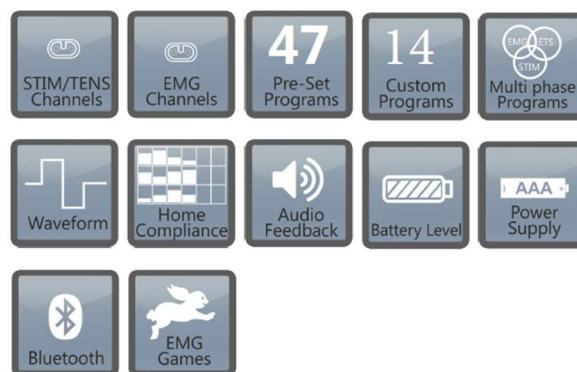 STIM/TENS
Channels
EMG
Channels
47
Pre-Set
Programs
14
Custom
Programs
EMG ETS
STIM
Multi phase
Programs
Waveform
Home
Compliance
Audio
Feedback
Battery Level
AAA +
Power
Supply
Bluetooth
EMG
Games